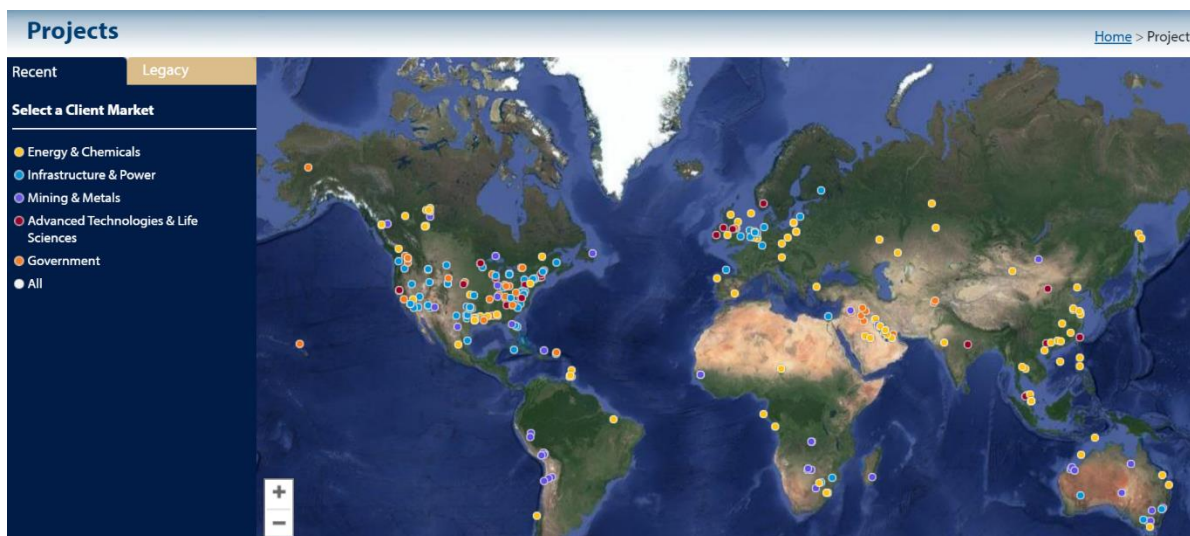 Projects
Home > Project
Recent
Legacy
Select a Client Market
Energy & Chemicals
Infrastructure & Power
Mining & Metals
Advanced Technologies & Life
Sciences
Government
All
+
−